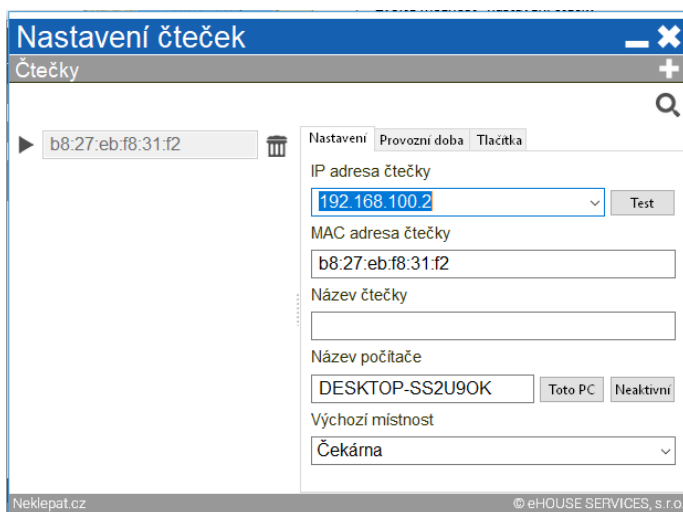 Nastavení čteček
Čtečky
b8:27:eb:f8:31:f2
Nastavení Provozní doba Tlačítka
IP adresa čtečky
192.168.100.2 Test
MAC adresa čtečky
b8:27:eb:f8:31:f2
Název čtečky
Název počítače
DESKTOP-SS2U9OK Toto PC Neaktivní
Výchozí místnost
Čekárna
Neklepat.cz © eHOUSE SERVICES, s.r.o